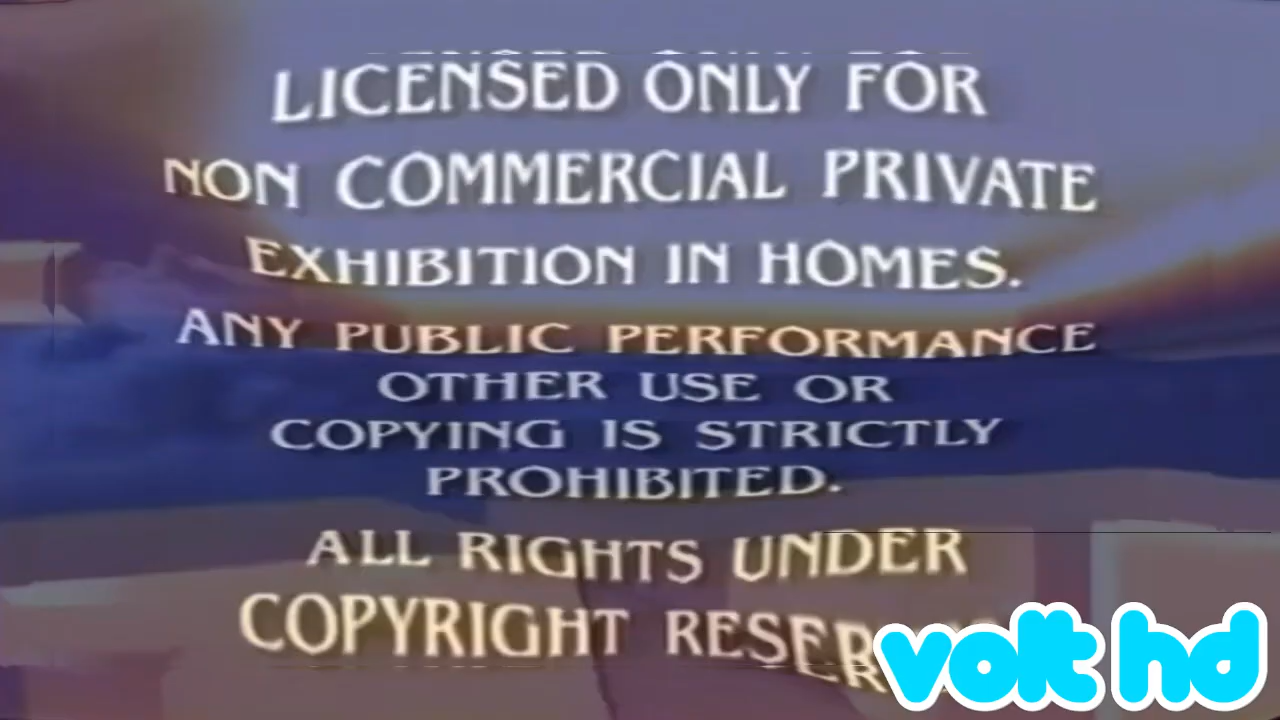 LICENSED ONLY FOR
NON COMMERCIAL PRIVATE
EXHIBITION IN HOMES.
ANY PUBLIC PERFORMANCE
OTHER USE OR
COPYING IS STRICTLY
PROHIBITED.
ALL RIGHTS UNDER
COPYRIGHT
volt hd